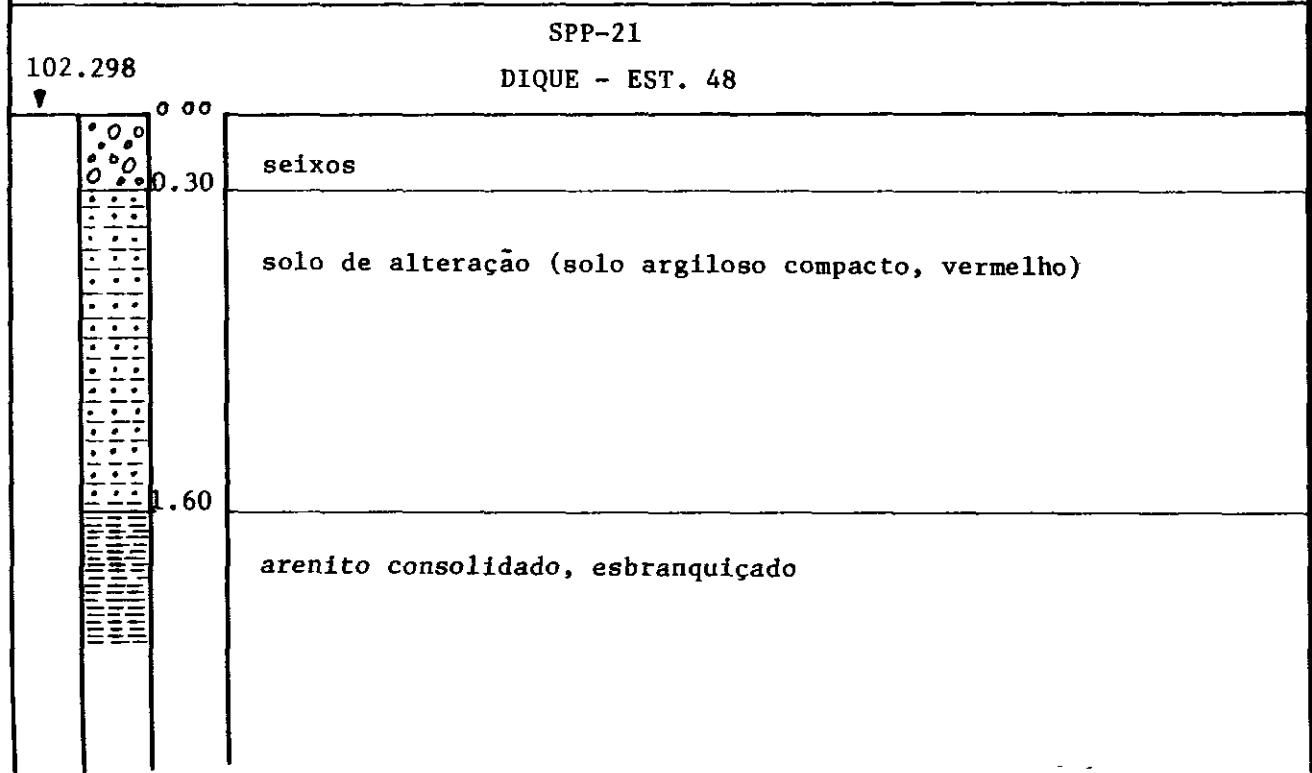 SPP-21
102.298
DIQUE - EST. 48
0 00
seixos
0.30
solo de alteração (solo argiloso compacto, vermelho)
1.60
arenito consolidado, esbranquiçado